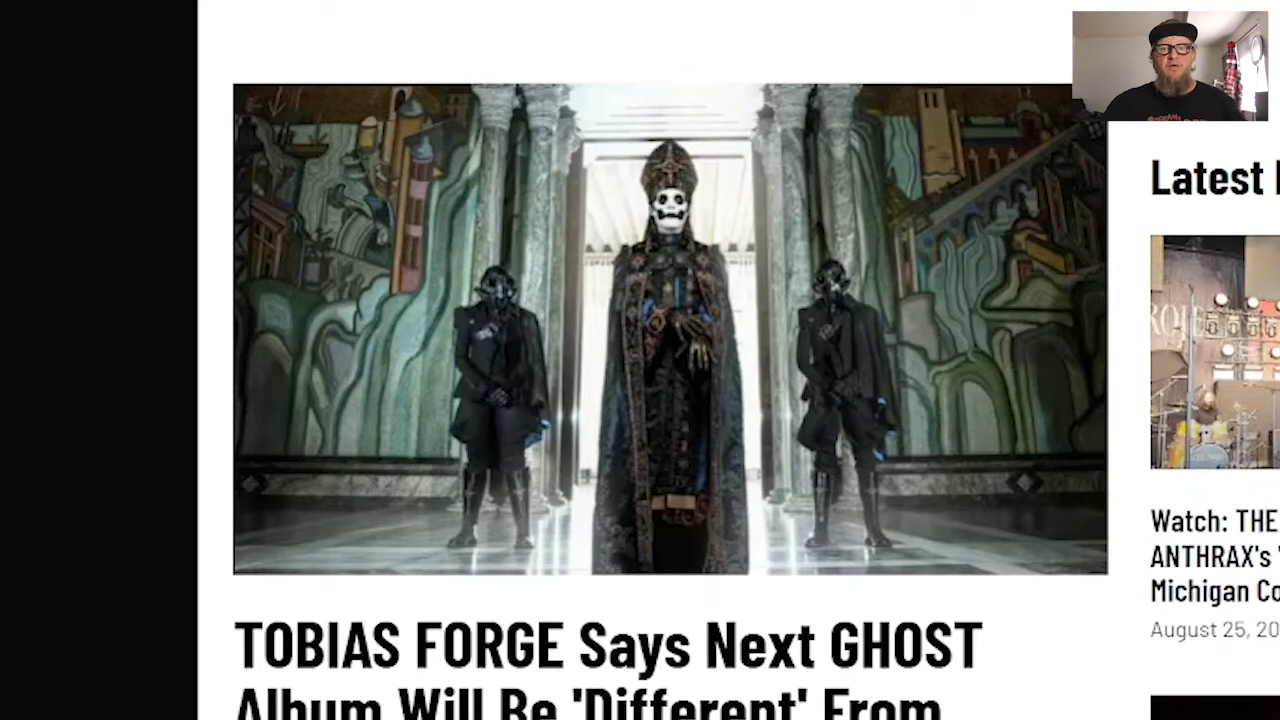 TOBIAS FORGE Says Next GHOST
Album Will Be 'Different' From
Latest
Watch: THE
ANTHRAX's '
Michigan Co
August 25, 20